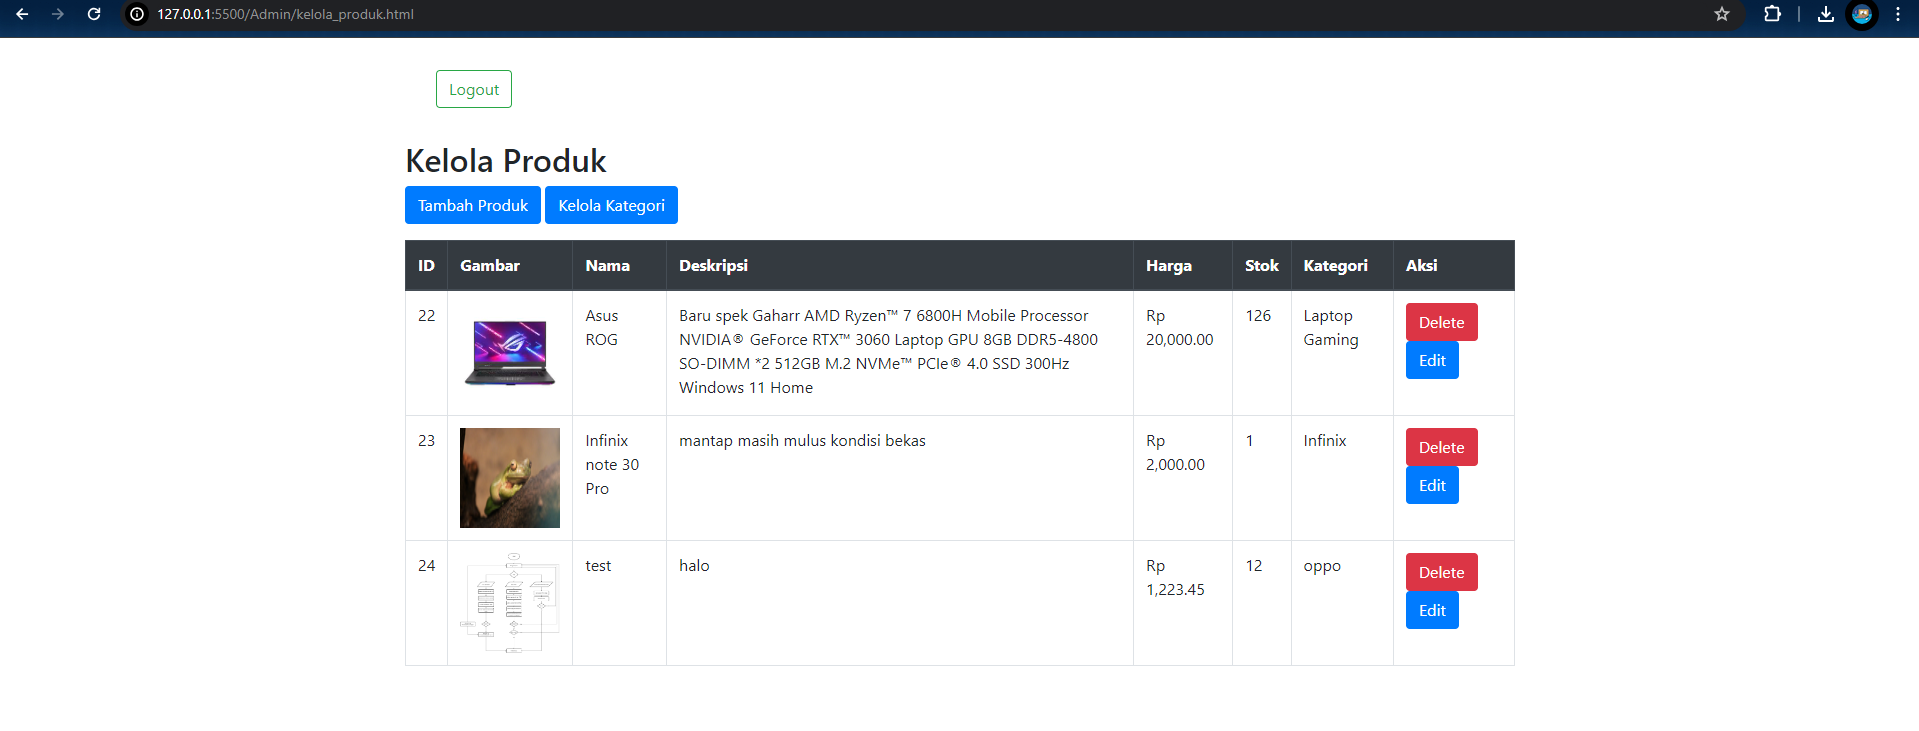 127.0.0.1:5500/Admin/kelola_produk.html
Logout
Kelola Produk
Tambah Produk Kelola Kategori
ID Gambar Nama Deskripsi Harga Stok Kategori Aksi
22 Asus Baru spek Gaharr AMD Ryzen™ 7 6800H Mobile Processor Rp 126 Laptop Delete
ROG NVIDIA® GeForce RTX™ 3060 Laptop GPU 8GB DDR5-4800 20,000.00 Gaming
SO-DIMM *2 512GB M.2 NVMe™ PCIe® 4.0 SSD 300Hz Edit
Windows 11 Home
23 Infinix mantap masih mulus kondisi bekas Rp 1 Infinix Delete
note 30 2,000.00
Pro Edit
24 test halo Rp 12 oppo Delete
1,223.45
Edit